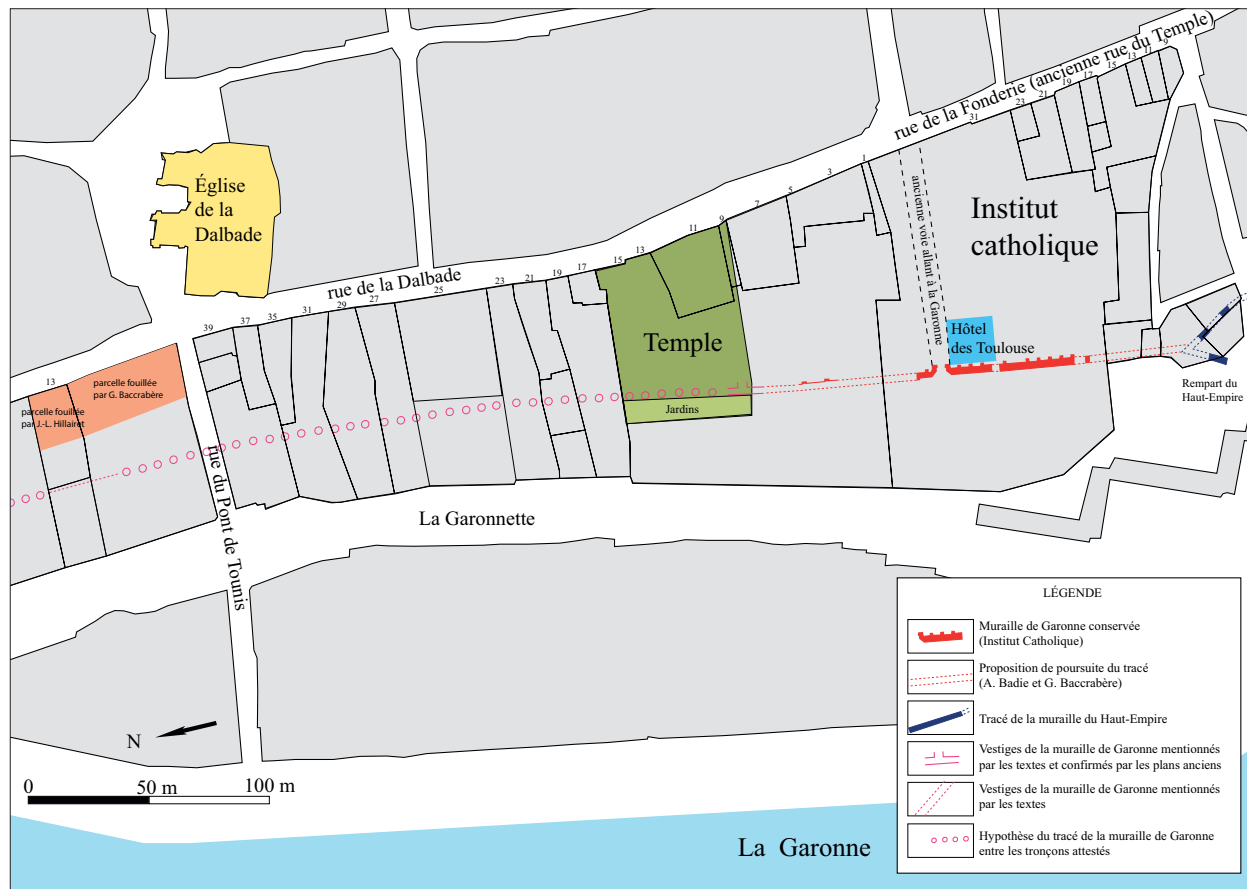 rue de la Fonderie (ancienne rue du Temple)
9
11
13
15
17
19
21
23
31
1
3
5
7
9
11
13
15
17
19
21
23
25
27
29
31
35
37
39
13
Église
de la
Dalbade
rue de la Dalbade
ancienne voie allant à la Garonne
Institut
catholique
Hôtel
des Toulouse
Temple
Jardins
Rempart du
Haut-Empire
parcelle fouillée
par G. Baccrabère
parcelle fouillée
par J.-L. Hillairet
rue du Pont de Tounis
La Garonnette
N
0 50 m 100 m
La Garonne
LÉGENDE
Muraille de Garonne conservée
(Institut Catholique)
Proposition de poursuite du tracé
(A. Badie et G. Baccrabère)
Tracé de la muraille du Haut-Empire
Vestiges de la muraille de Garonne mentionnés
par les textes et confirmés par les plans anciens
Vestiges de la muraille de Garonne mentionnés
par les textes
Hypothèse du tracé de la muraille de Garonne
entre les tronçons attestés